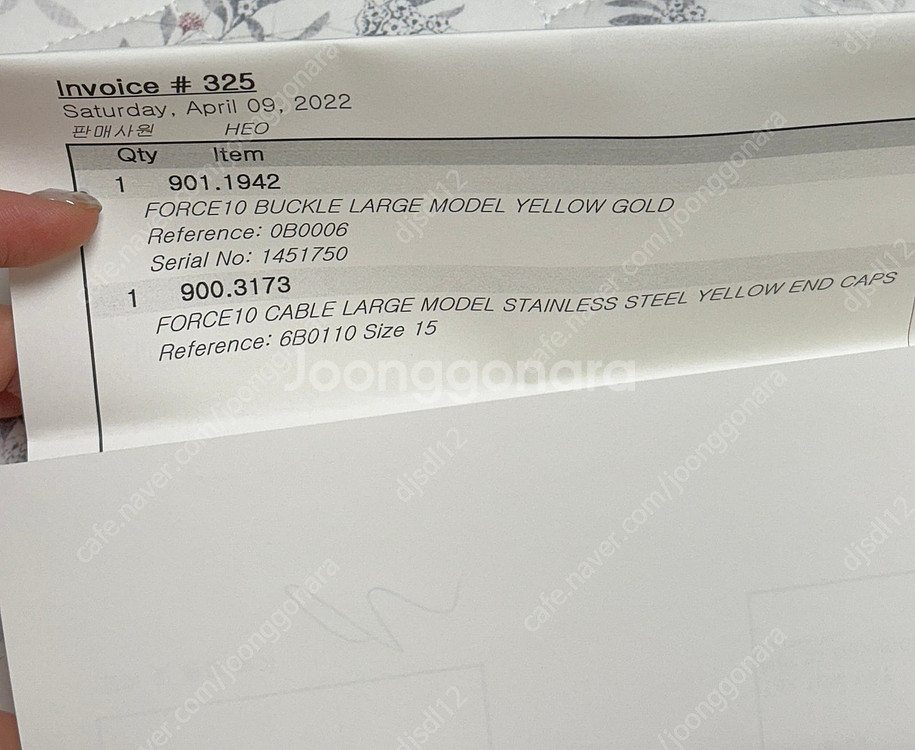 Invoice # 325
Saturday, April 09, 2022
판매사원 HEO
Qty Item
1 901.1942
FORCE10 BUCKLE LARGE MODEL YELLOW GOLD
Reference: 0B0006
Serial No: 1451750
1 900.3173
FORCE10 CABLE LARGE MODEL STAINLESS STEEL YELLOW END CAPS
Reference: 6B0110 Size 15
Joonggonara
cafe.naver.com/joonggonara
djsdl12